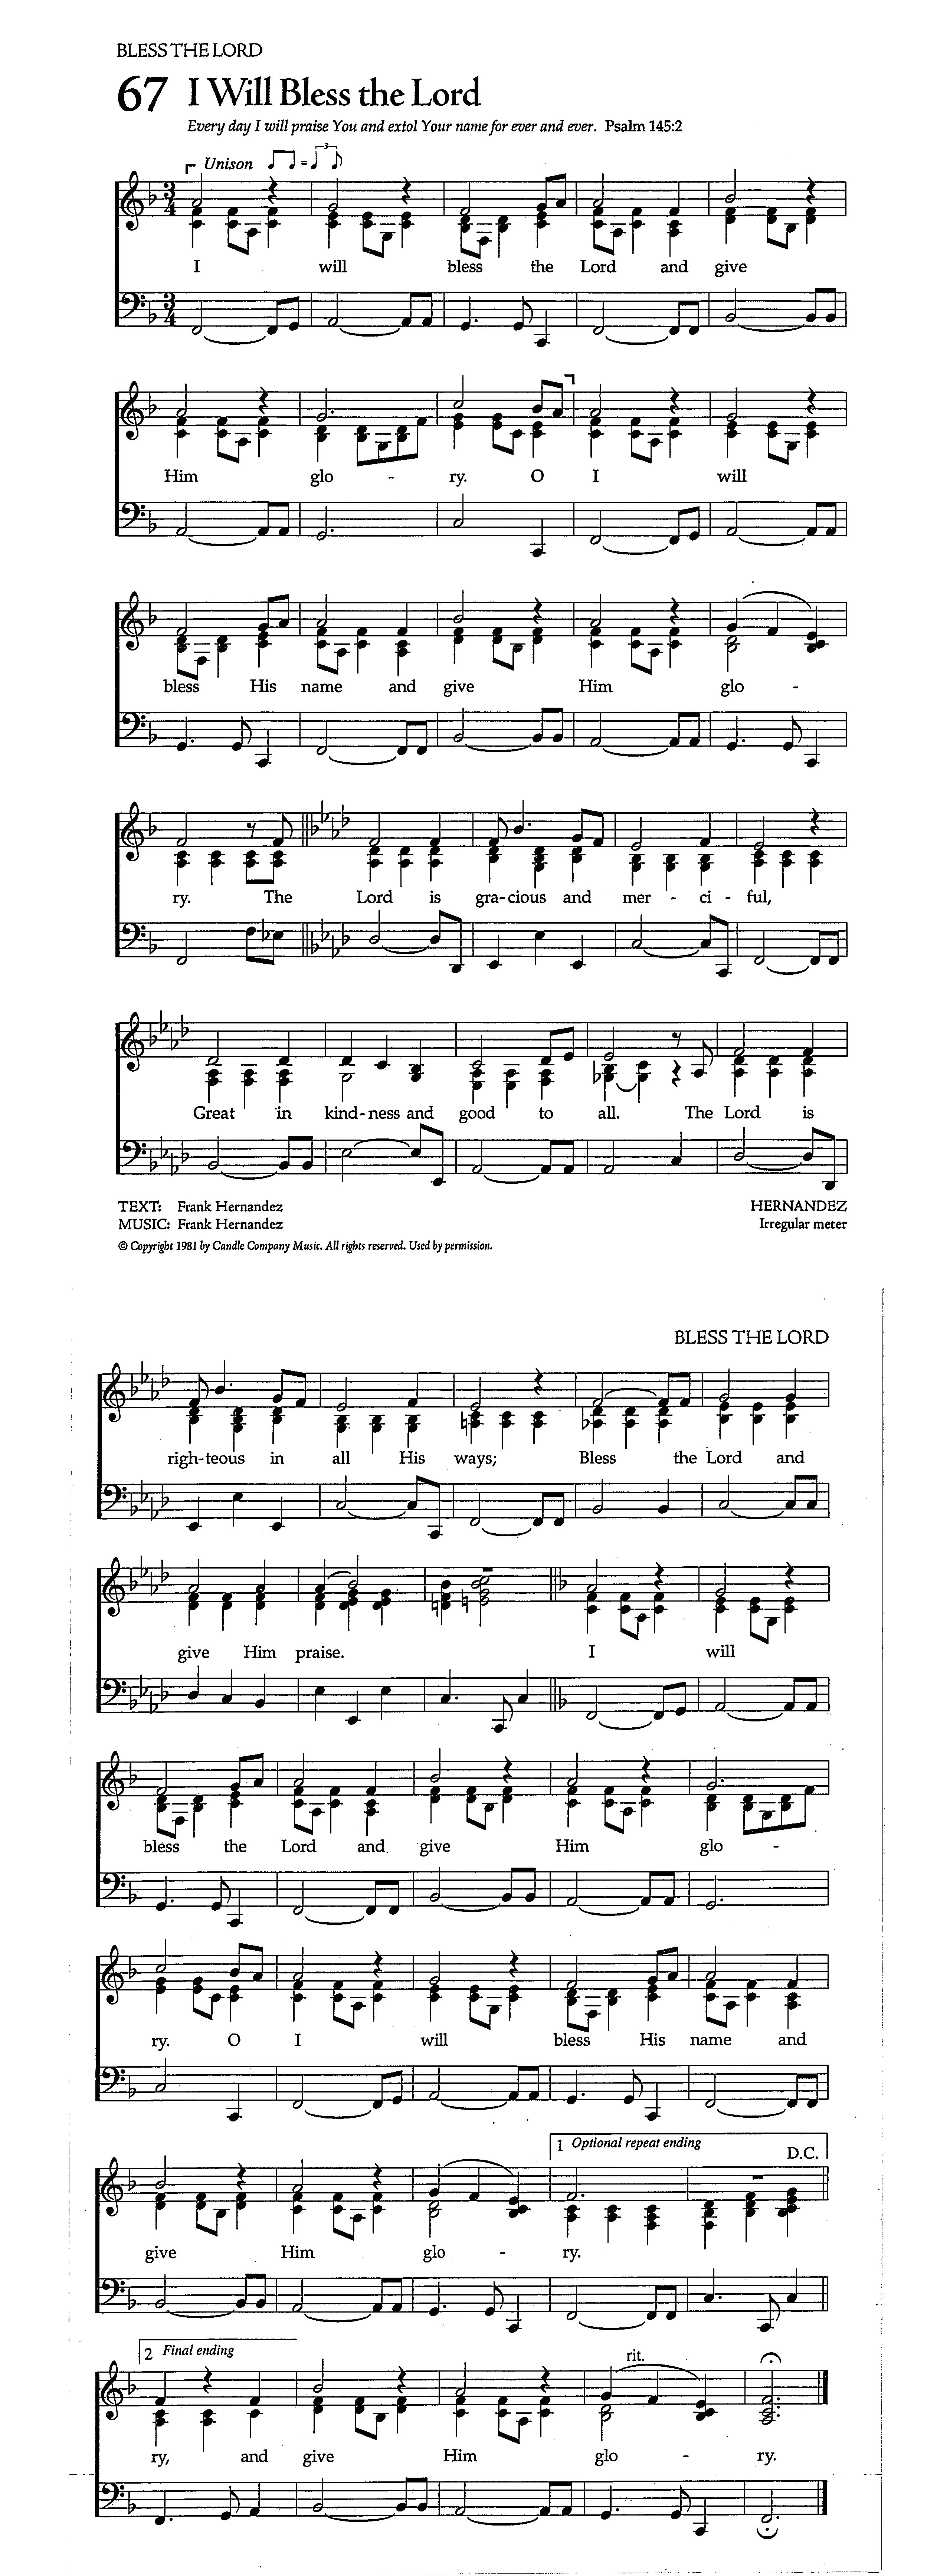 BLESS THE LORD
67 I Will Bless the Lord
Every day I will praise You and extol Your name for ever and ever. Psalm 145:2
Unison = 3
I will bless the Lord and give
Him glo - ry. O I will
bless His name and give Him glo -
ry. The Lord is gra-cious and mer - ci - ful,
Great in kind-ness and good to all. The Lord is
TEXT: Frank Hernandez HERNANDEZ
MUSIC: Frank Hernandez Irregular meter
© Copyright 1981 by Candle Company Music. All rights reserved. Used by permission.
BLESS THE LORD
righ-teous in all His ways; Bless the Lord and
give Him praise. I will
bless the Lord and give Him glo -
ry. O I will bless His name and
1 Optional repeat ending D.C.
give Him glo - ry.
2 Final ending
rit.
ry, and give Him glo - ry.